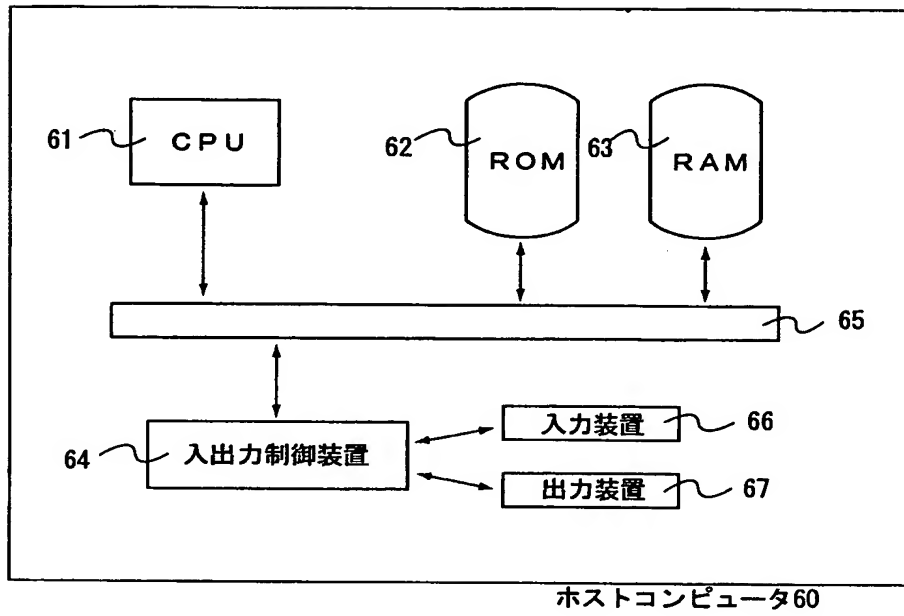 61
CPU
62
ROM
63
RAM
65
64
入出力制御装置
入力装置
66
出力装置
67
ホストコンピュータ60